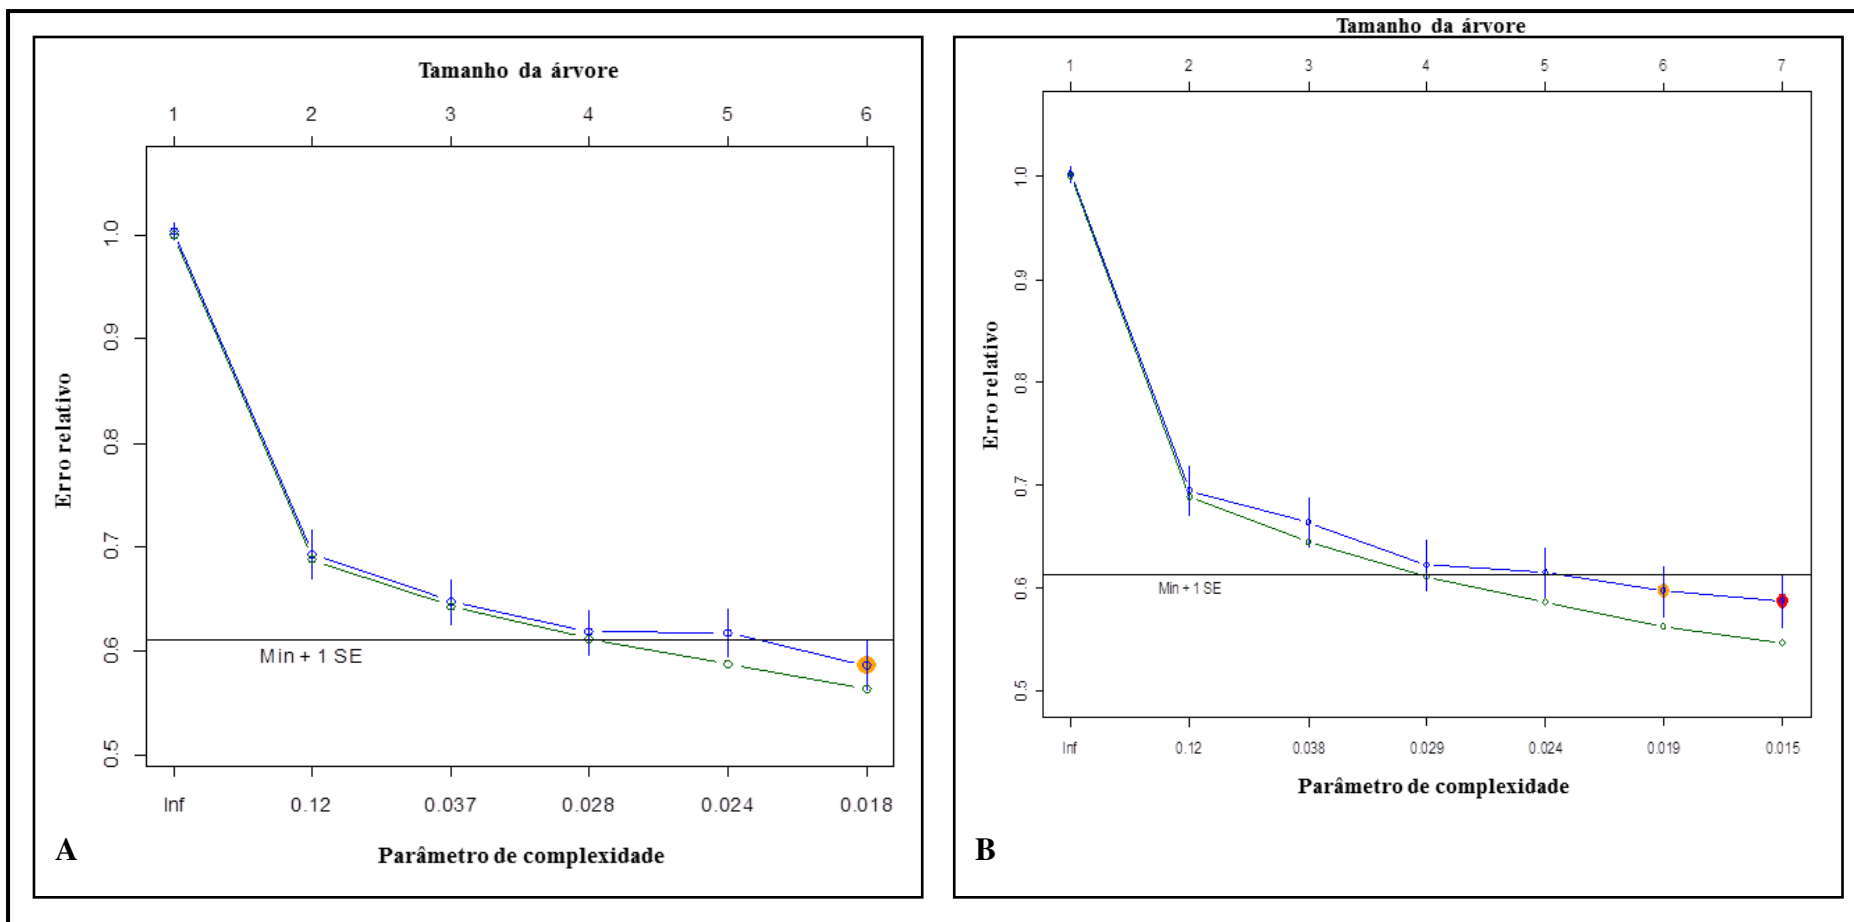 Tamanho da árvore
1 2 3 4 5 6
Erro relativo
1.0
0.9
0.8
0.7
0.6
0.5
Min + 1 SE
Inf 0.12 0.037 0.028 0.024 0.018
Parâmetro de complexidade
A
Tamanho da árvore
1 2 3 4 5 6 7
Erro relativo
1.0
0.9
0.8
0.7
0.6
0.5
Min + 1 SE
Inf 0.12 0.038 0.029 0.024 0.019 0.015
Parâmetro de complexidade
B